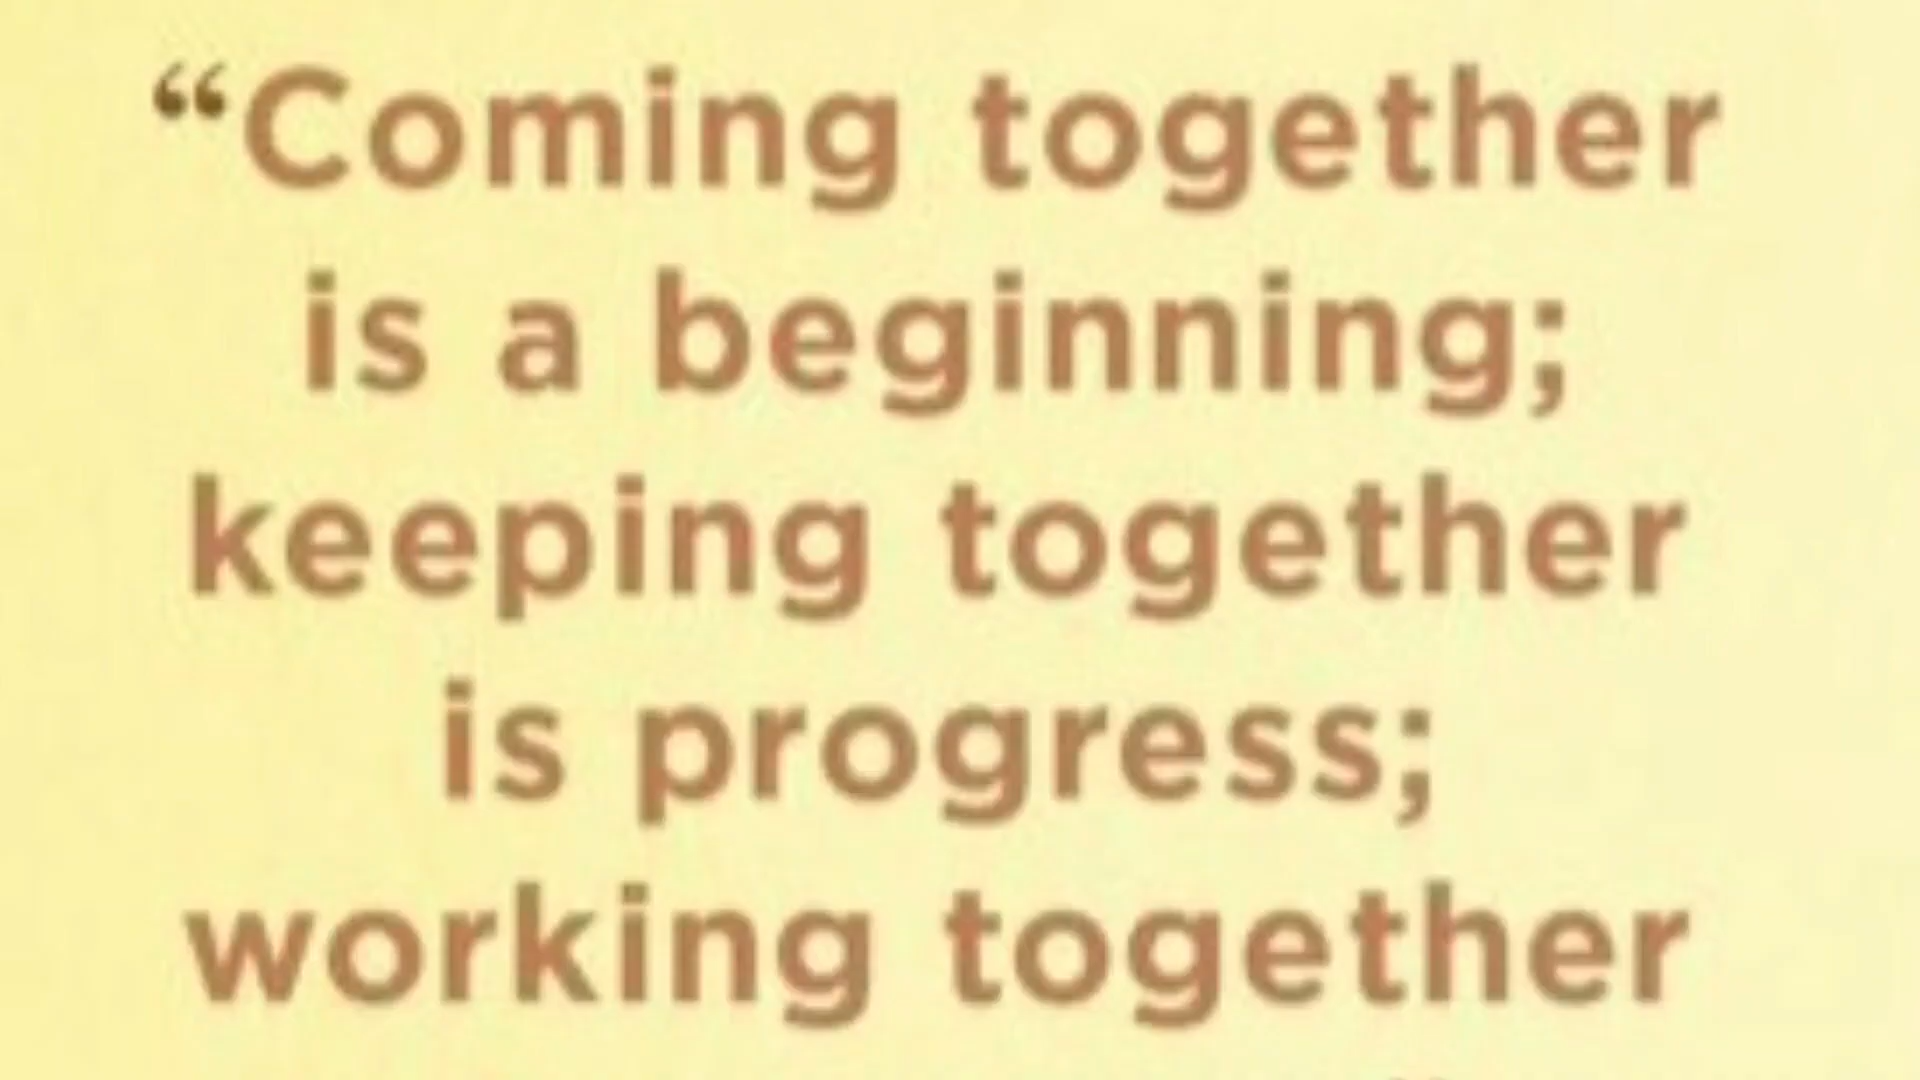 “Coming together
is a beginning;
keeping together
is progress;
working together